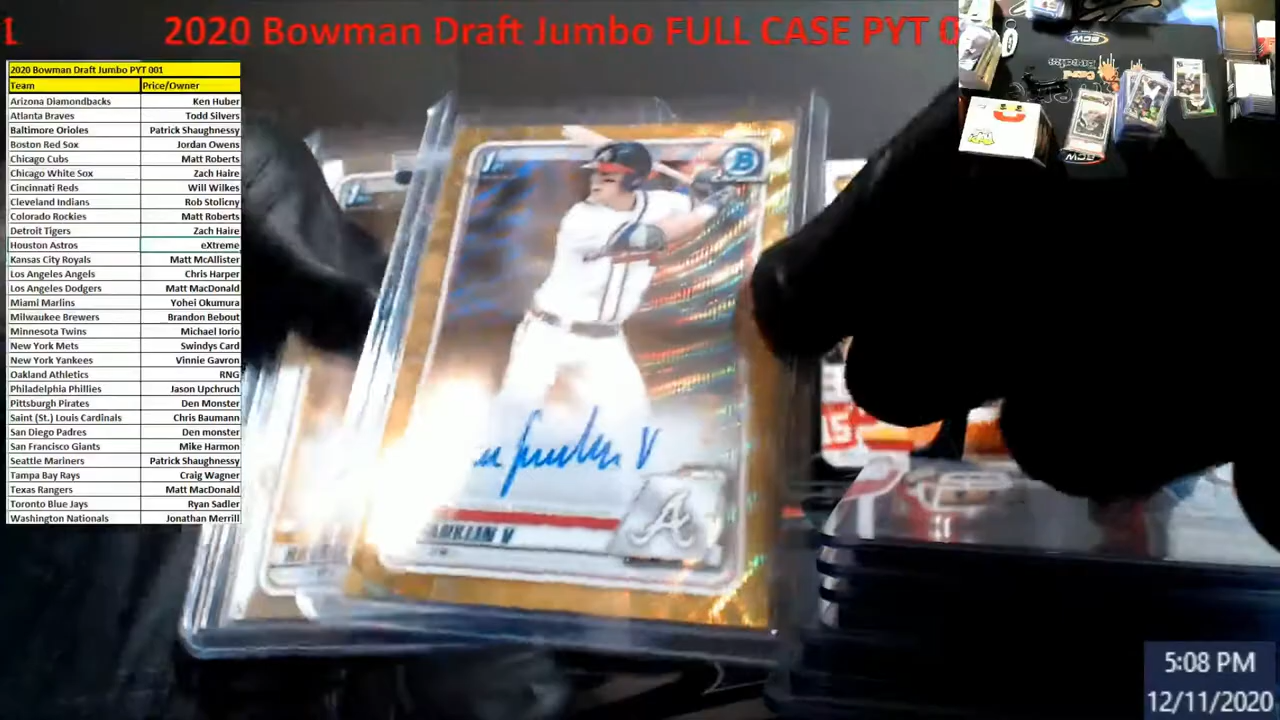 1
2020 Bowman Draft Jumbo FULL CASE PYT 0
2020 Bowman Draft Jumbo PYT 001
Team Price/Owner
Arizona Diamondbacks Ken Huber
Atlanta Braves Todd Silvers
Baltimore Orioles Patrick Shaughnessy
Boston Red Sox Jordan Owens
Chicago Cubs Matt Roberts
Chicago White Sox Zach Haire
Cincinnati Reds Will Wilkes
Cleveland Indians Rob Stolicny
Colorado Rockies Matt Roberts
Detroit Tigers Zach Haire
Houston Astros eXtreme
Kansas City Royals Matt McAllister
Los Angeles Angels Chris Harper
Los Angeles Dodgers Matt MacDonald
Miami Marlins Yohei Okumura
Milwaukee Brewers Brandon Bebout
Minnesota Twins Michael Iorio
New York Mets Swindys Card
New York Yankees Vinnie Gavron
Oakland Athletics RNG
Philadelphia Phillies Jason Upchruch
Pittsburgh Pirates Den Monster
Saint (St.) Louis Cardinals Chris Baumann
San Diego Padres Den monster
San Francisco Giants Mike Harmon
Seattle Mariners Patrick Shaughnessy
Tampa Bay Rays Craig Wagner
Texas Rangers Matt MacDonald
Toronto Blue Jays Ryan Sadler
Washington Nationals Jonathan Merrill
1st
B
A
V
15
BCW
BCW
5:08 PM
12/11/2020